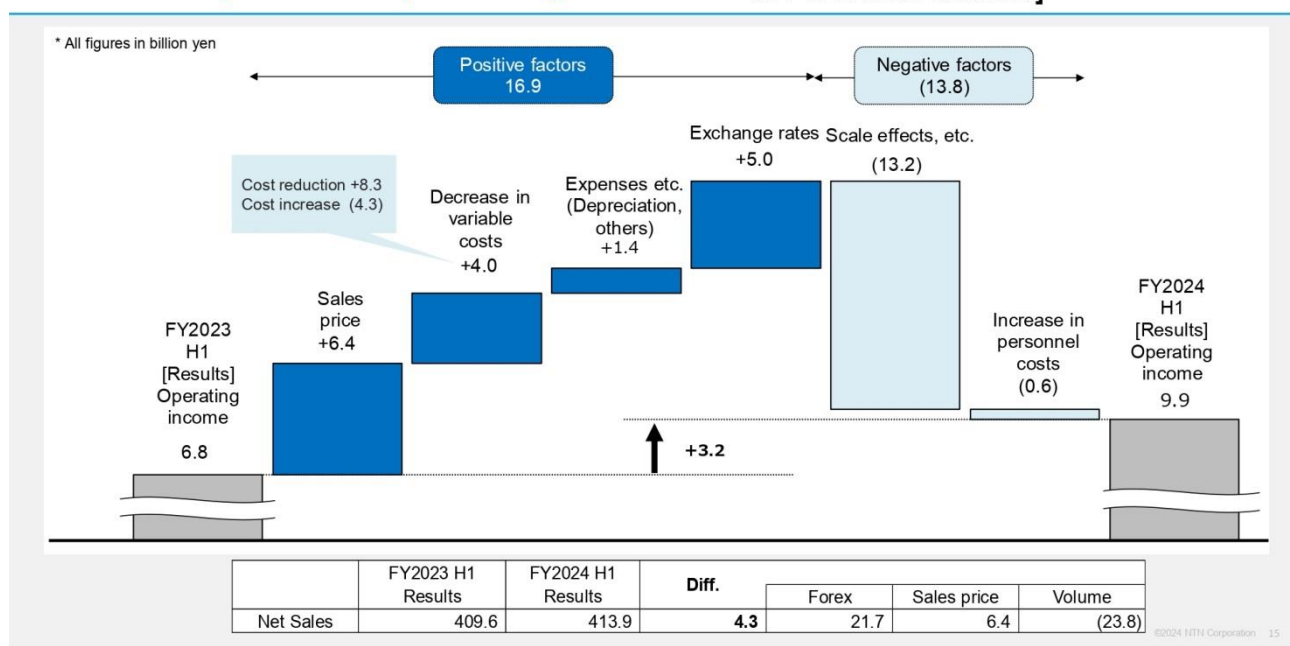 * All figures in billion yen
Positive factors
16.9
Negative factors
(13.8)
Exchange rates
+5.0
Scale effects, etc.
(13.2)
Cost reduction +8.3
Cost increase (4.3)
Decrease in
variable
costs
+4.0
Expenses etc.
(Depreciation,
others)
+1.4
Sales
price
+6.4
FY2023
H1
[Results]
Operating
income
6.8
Increase in
personnel
costs
(0.6)
FY2024
H1
[Results]
Operating
income
9.9
+3.2
FY2023 H1
Results
FY2024 H1
Results
Diff.
Forex
Sales price
Volume
Net Sales 409.6 413.9 4.3 21.7 6.4 (23.8)
©2024 NTN Corporation 15